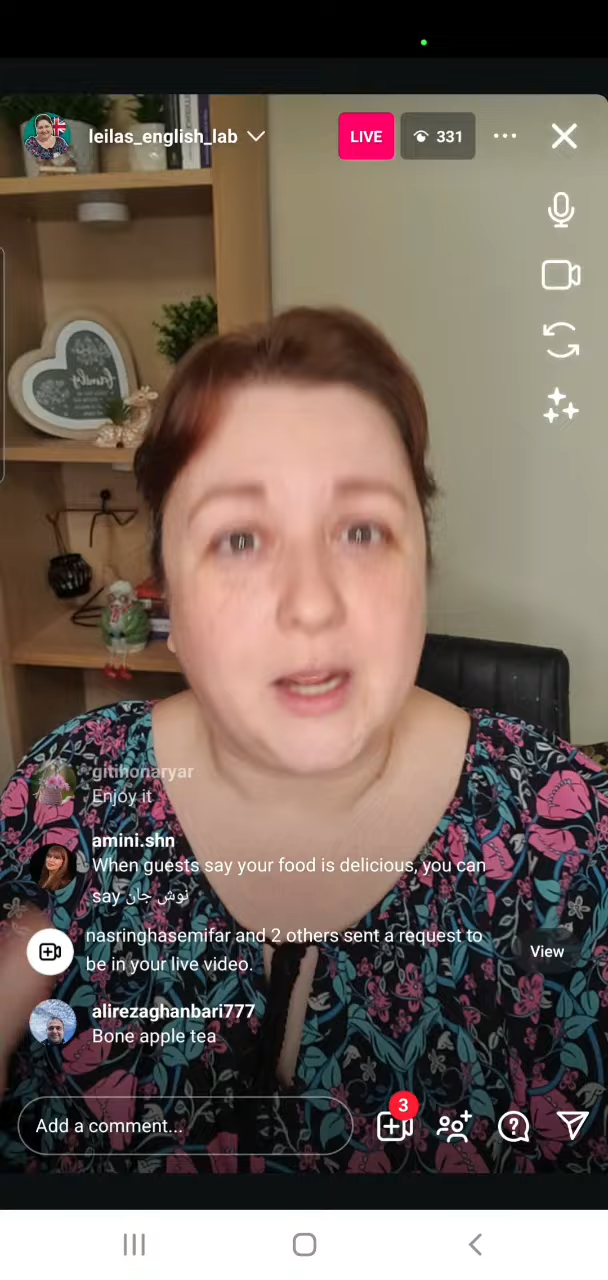 leilas_english_lab
LIVE
331
family
gitihonaryar
Enjoy it
amini.shn
When guests say your food is delicious, you can
say نوش جان
nasringhasemifar and 2 others sent a request to
be in your live video.
View
alirezaghanbari777
Bone apple tea
3
Add a comment...